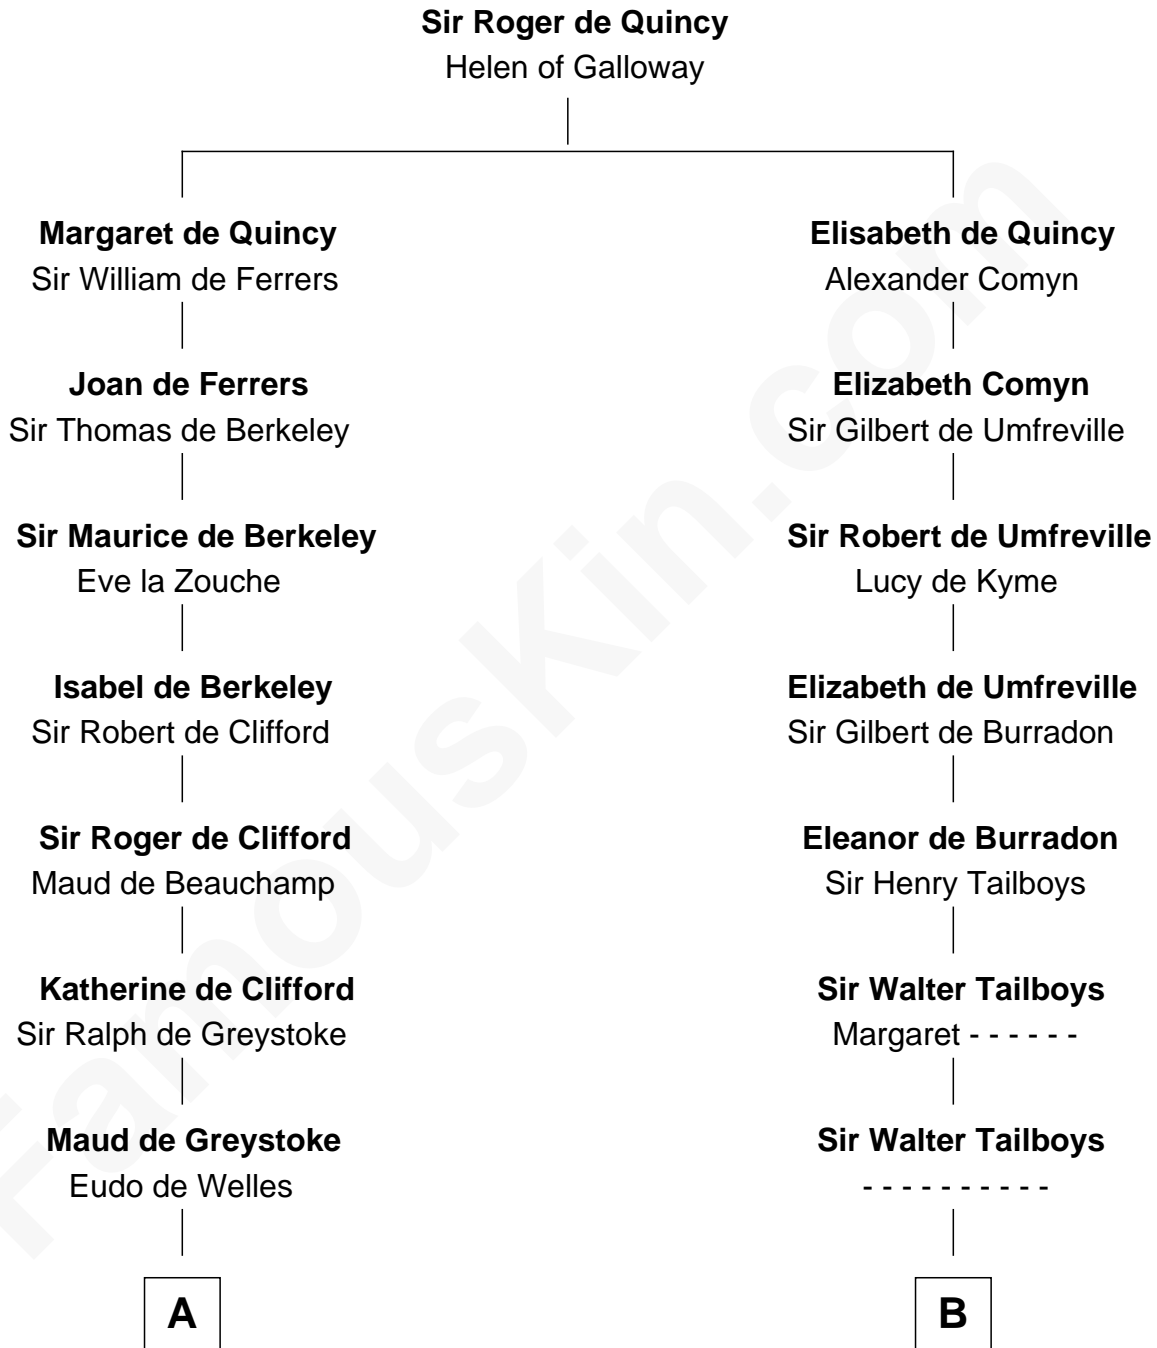 Sir Roger de Quincy
Helen of Galloway
Margaret de Quincy
Sir William de Ferrers
Elisabeth de Quincy
Alexander Comyn
Joan de Ferrers
Sir Thomas de Berkeley
Elizabeth Comyn
Sir Gilbert de Umfreville
Sir Maurice de Berkeley
Eve la Zouche
Sir Robert de Umfreville
Lucy de Kyme
Isabel de Berkeley
Sir Robert de Clifford
Elizabeth de Umfreville
Sir Gilbert de Burradon
Sir Roger de Clifford
Maud de Beauchamp
Eleanor de Burradon
Sir Henry Tailboys
Katherine de Clifford
Sir Ralph de Greystoke
Sir Walter Tailboys
Margaret - - - - - -
Maud de Greystoke
Eudo de Welles
Sir Walter Tailboys
- - - - - - - - - -
A
B
FamousKin.com